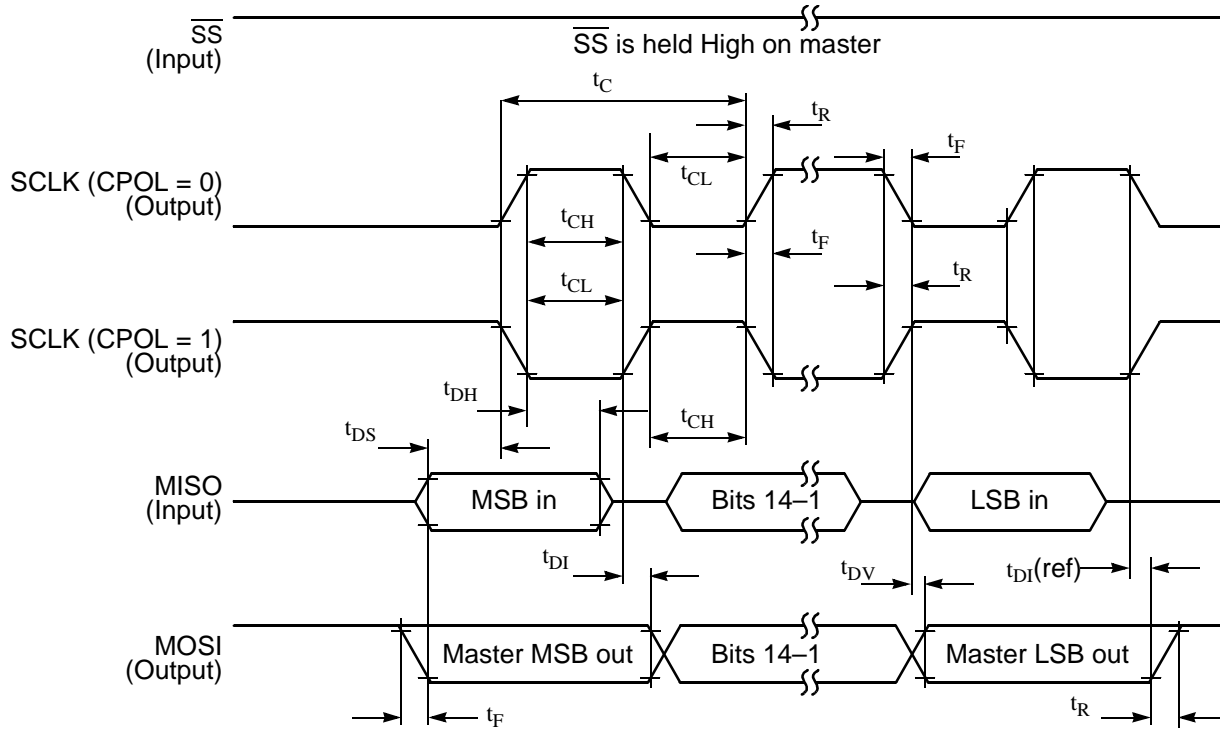 SS
(Input)
SS is held High on master
tC
tR
tF
tCL
SCLK (CPOL = 0)
(Output)
tCH
tF
tCL
tR
SCLK (CPOL = 1)
(Output)
tDH
tCH
tDS
MISO
(Input)
MSB in
Bits 14–1
LSB in
tDI
tDV
tDI(ref)
MOSI
(Output)
Master MSB out
Bits 14–1
Master LSB out
tF
tR